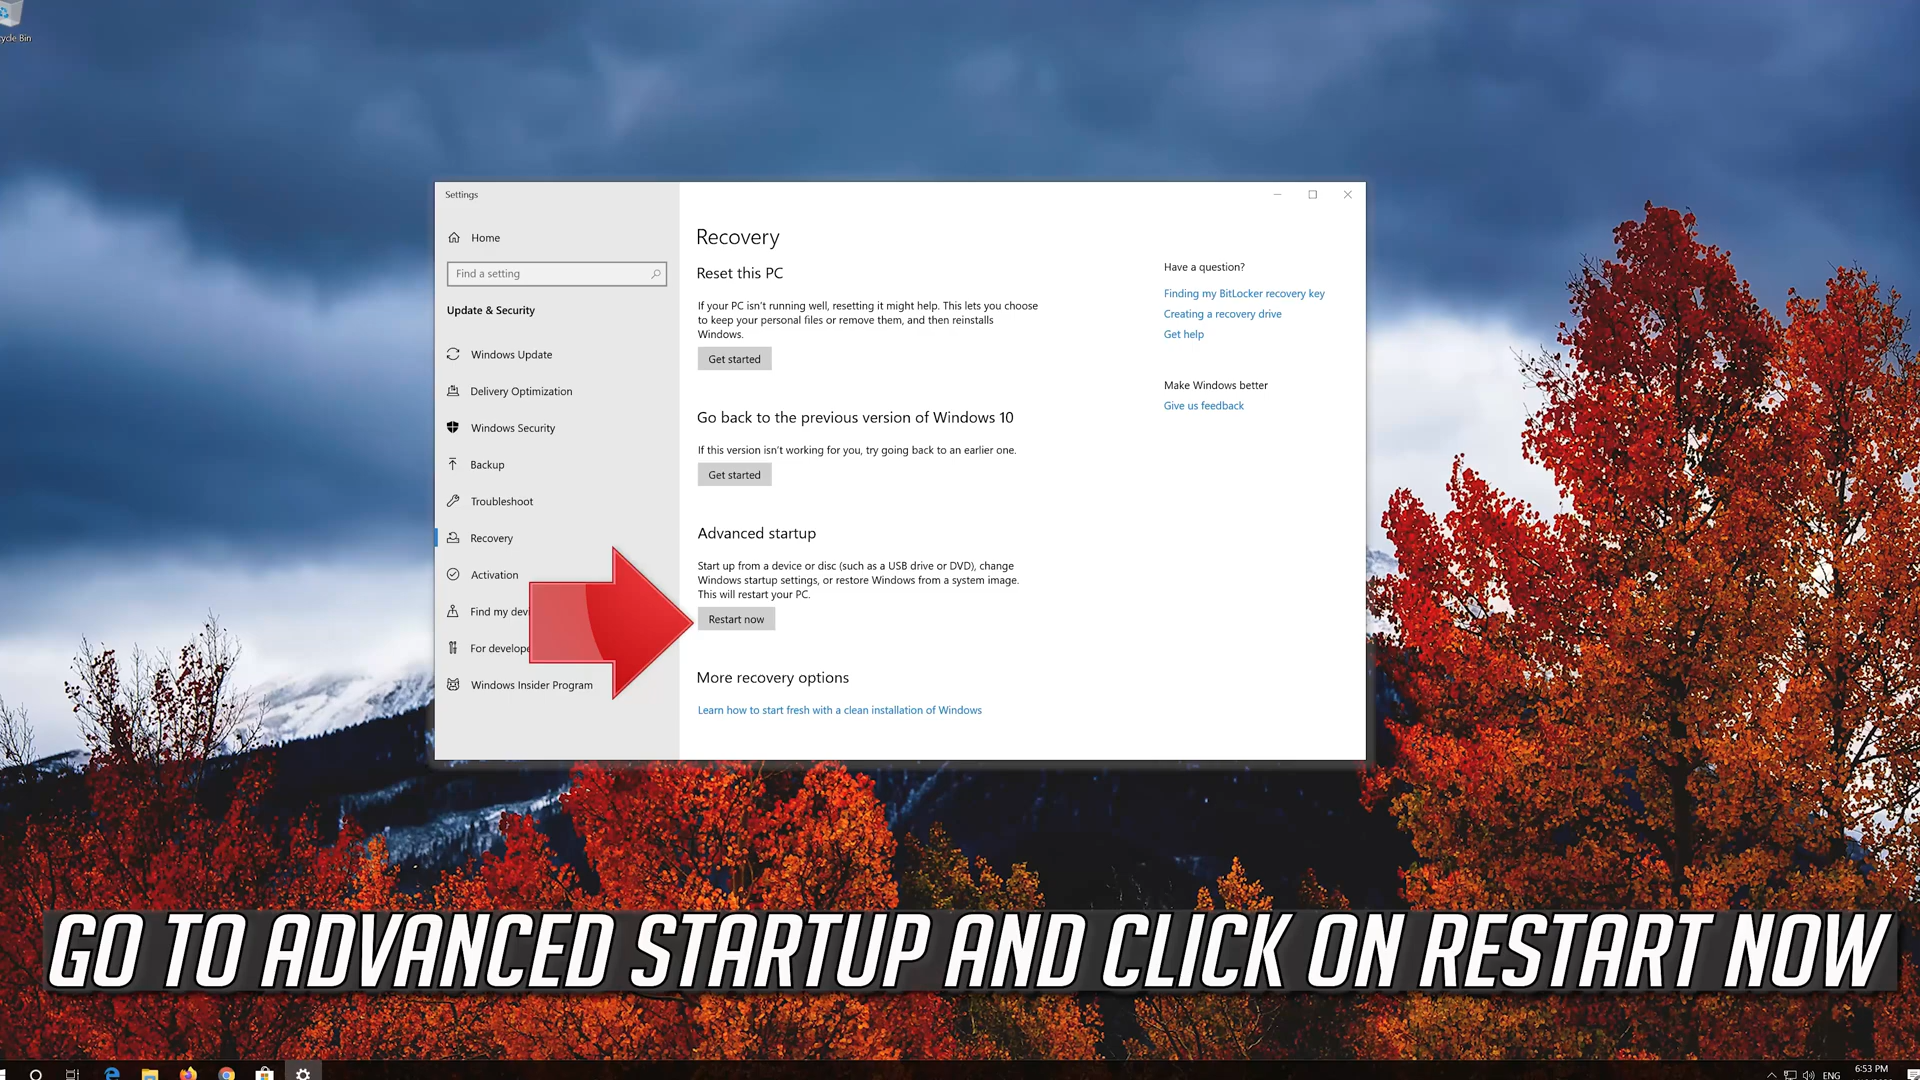 ycle Bin
Settings
Home
Find a setting
Update & Security
Windows Update
Delivery Optimization
Windows Security
Backup
Troubleshoot
Recovery
Activation
Find my dev
For develope
Windows Insider Program
Recovery
Reset this PC
If your PC isn't running well, resetting it might help. This lets you choose
to keep your personal files or remove them, and then reinstalls
Windows.
Get started
Go back to the previous version of Windows 10
If this version isn't working for you, try going back to an earlier one.
Get started
Advanced startup
Start up from a device or disc (such as a USB drive or DVD), change
Windows startup settings, or restore Windows from a system image.
This will restart your PC.
Restart now
More recovery options
Learn how to start fresh with a clean installation of Windows
Have a question?
Finding my BitLocker recovery key
Creating a recovery drive
Get help
Make Windows better
Give us feedback
GO TO ADVANCED STARTUP AND CLICK ON RESTART NOW
ENG
6:53 PM